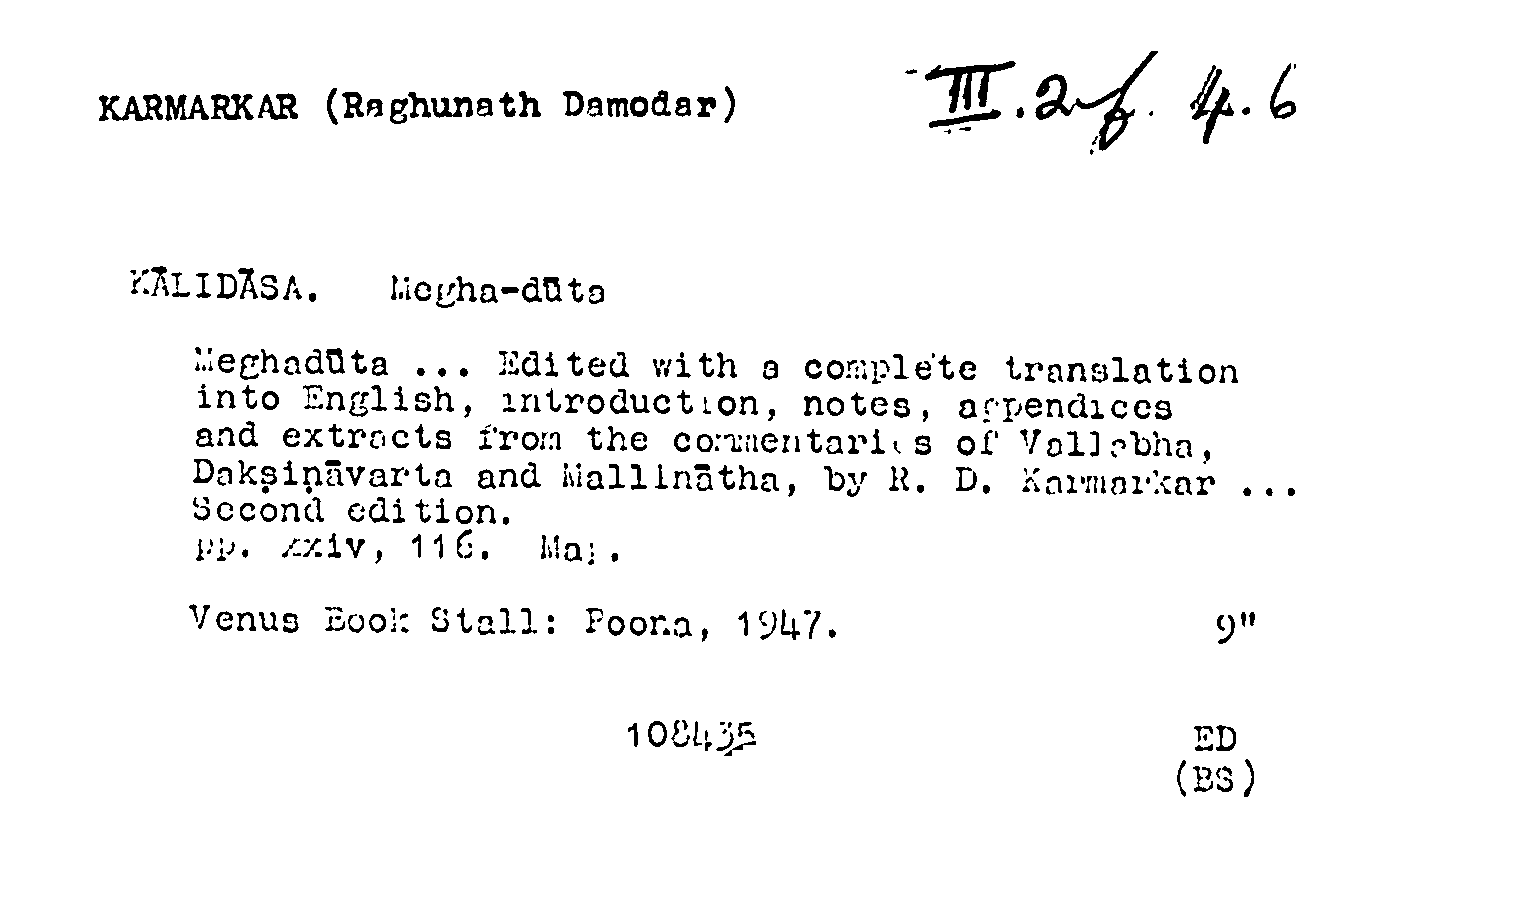 KARMARKAR (Raghunath Damodar) III.2f. 4.6
KĀLIDĀSA. Megha-dūta
Meghadūta ... Edited with a complete translation
into English, introduction, notes, appendices
and extracts from the commentaries of Vallabha,
Dakṣiṇāvarta and Mallinātha, by R. D. Karmarkar ...
Second edition.
pp. xxiv, 116. Map.
Venus Book Stall: Poona, 1947. 9"
ED
(BS)